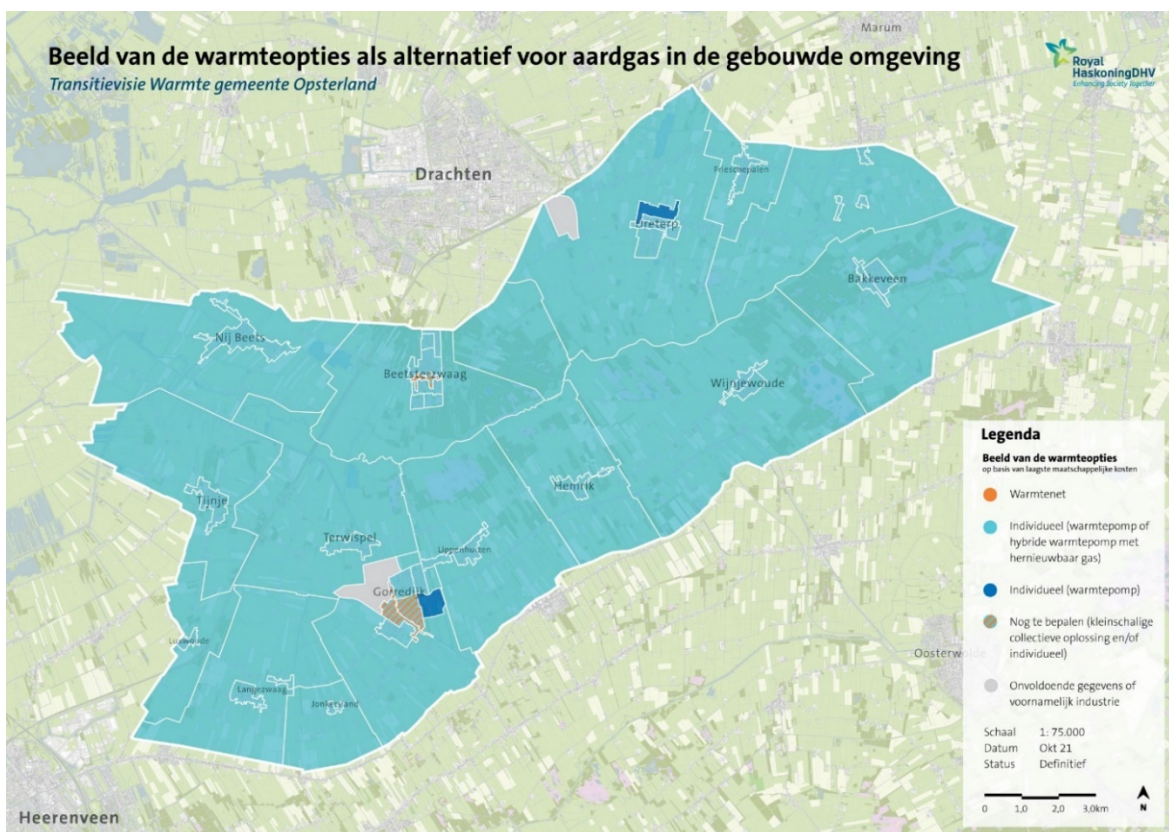 Marum
Beeld van de warmteopties als alternatief voor aardgas in de gebouwde omgeving
Transitievisie Warmte gemeente Opsterland
Royal
HaskoningDHV
Enhancing Society Together
Drachten
Frieschepalen
Ureterp
Bakkeveen
Nij Beets
Beetsterzwaag
Wijnjewoude
Hemrik
Tijnje
Terwispel
Lippenhuizen
Gorredijk
Luxwoude
Langezwaag
Jonkersland
Oosterwolde
Heerenveen
Legenda
Beeld van de warmteopties
op basis van laagste maatschappelijke kosten
Warmtenet
Individueel (warmtepomp of
hybride warmtepomp met
hernieuwbaar gas)
Individueel (warmtepomp)
Nog te bepalen (kleinschalige
collectieve oplossing en/of
individueel)
Onvoldoende gegevens of
voornamelijk industrie
Schaal 1: 75.000
Datum Okt 21
Status Definitief
0 1,0 2,0 3,0km
N